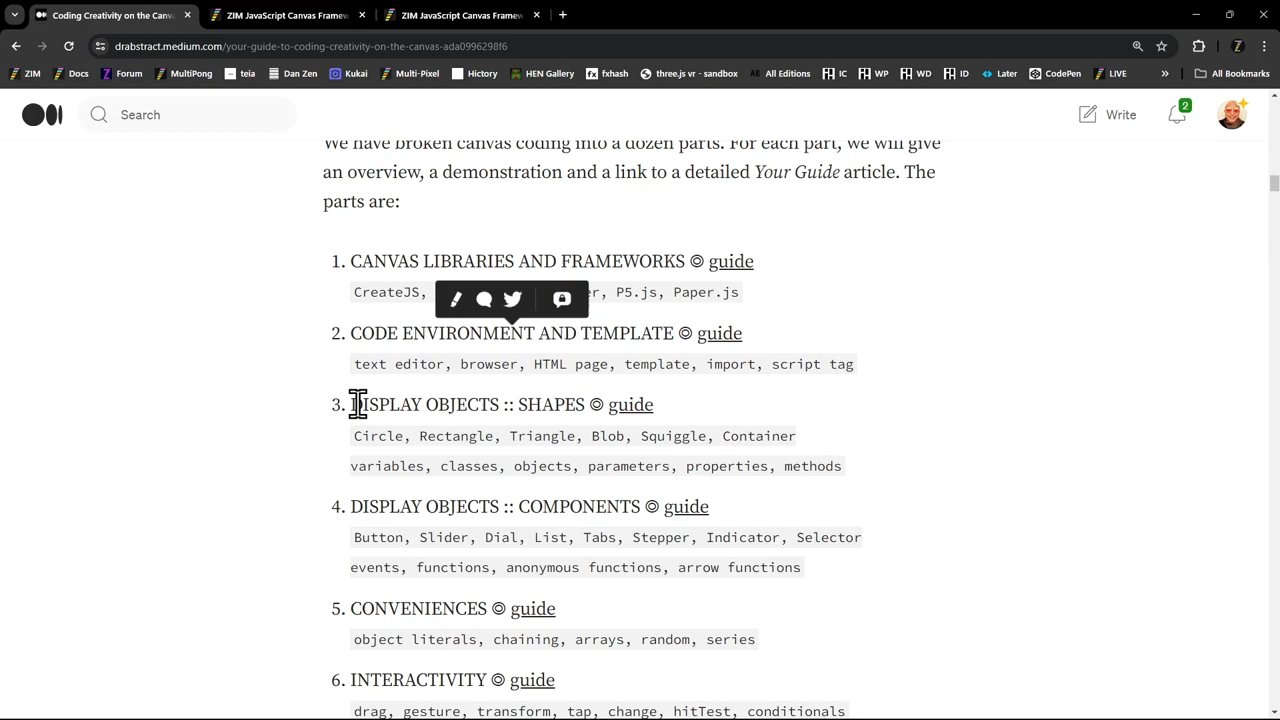 Coding Creativity on the Canv
ZIM JavaScript Canvas Framew
ZIM JavaScript Canvas Framew
drabstract.medium.com/your-guide-to-coding-creativity-on-the-canvas-ada0996298f6
ZIM Docs Forum MultiPong teia Dan Zen Kukai Multi-Pixel Hictory HEN Gallery fxhash three.js vr - sandbox AE All Editions IC WP WD ID Later CodePen LIVE » All Bookmarks
Search
Write
2
We have broken canvas coding into a dozen parts. For each part, we will give
an overview, a demonstration and a link to a detailed Your Guide article. The
parts are:
1. CANVAS LIBRARIES AND FRAMEWORKS ◎ guide
CreateJS, r, P5.js, Paper.js
2. CODE ENVIRONMENT AND TEMPLATE ◎ guide
text editor, browser, HTML page, template, import, script tag
3. DISPLAY OBJECTS :: SHAPES ◎ guide
Circle, Rectangle, Triangle, Blob, Squiggle, Container
variables, classes, objects, parameters, properties, methods
4. DISPLAY OBJECTS :: COMPONENTS ◎ guide
Button, Slider, Dial, List, Tabs, Stepper, Indicator, Selector
events, functions, anonymous functions, arrow functions
5. CONVENIENCES ◎ guide
object literals, chaining, arrays, random, series
6. INTERACTIVITY ◎ guide
drag, gesture, transform, tap, change, hitTest, conditionals